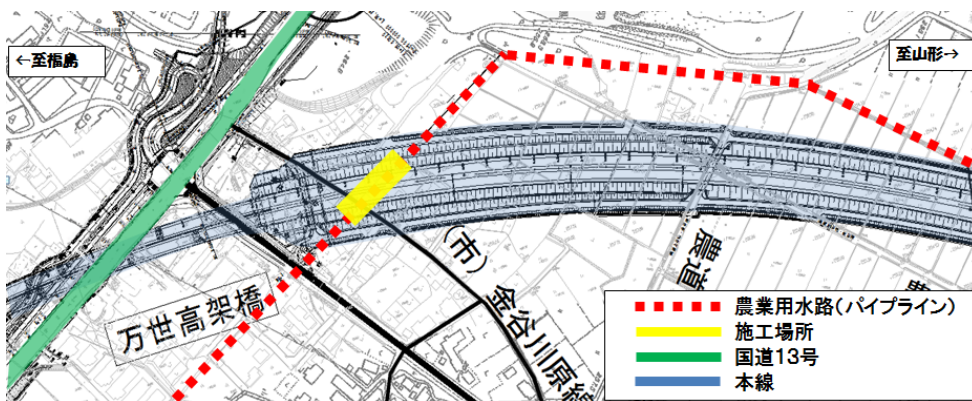 ←至福島
至山形→
(市)
金谷川原線
農道
万世高架橋
農業用水路(パイプライン)
施工場所
国道13号
本線